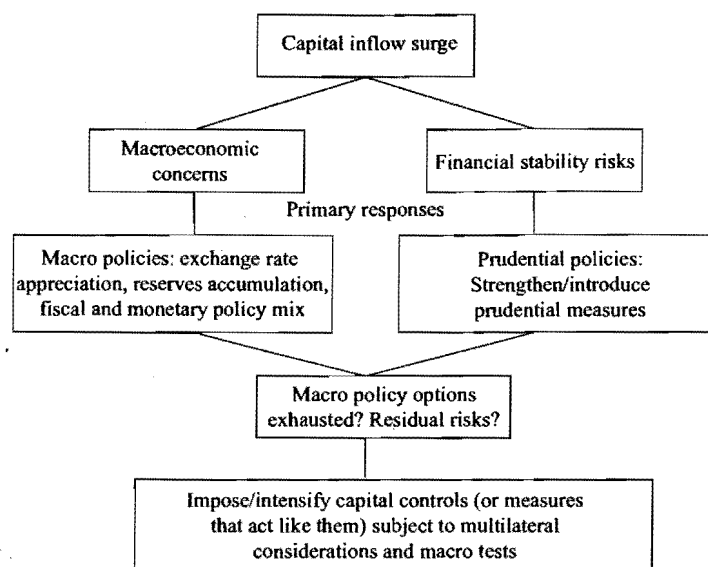 Capital inflow surge
Macroeconomic
concerns
Financial stability risks
Primary responses
Macro policies: exchange rate
appreciation, reserves accumulation,
fiscal and monetary policy mix
Prudential policies:
Strengthen/introduce
prudential measures
Macro policy options
exhausted? Residual risks?
Impose/intensify capital controls (or measures
that act like them) subject to multilateral
considerations and macro tests